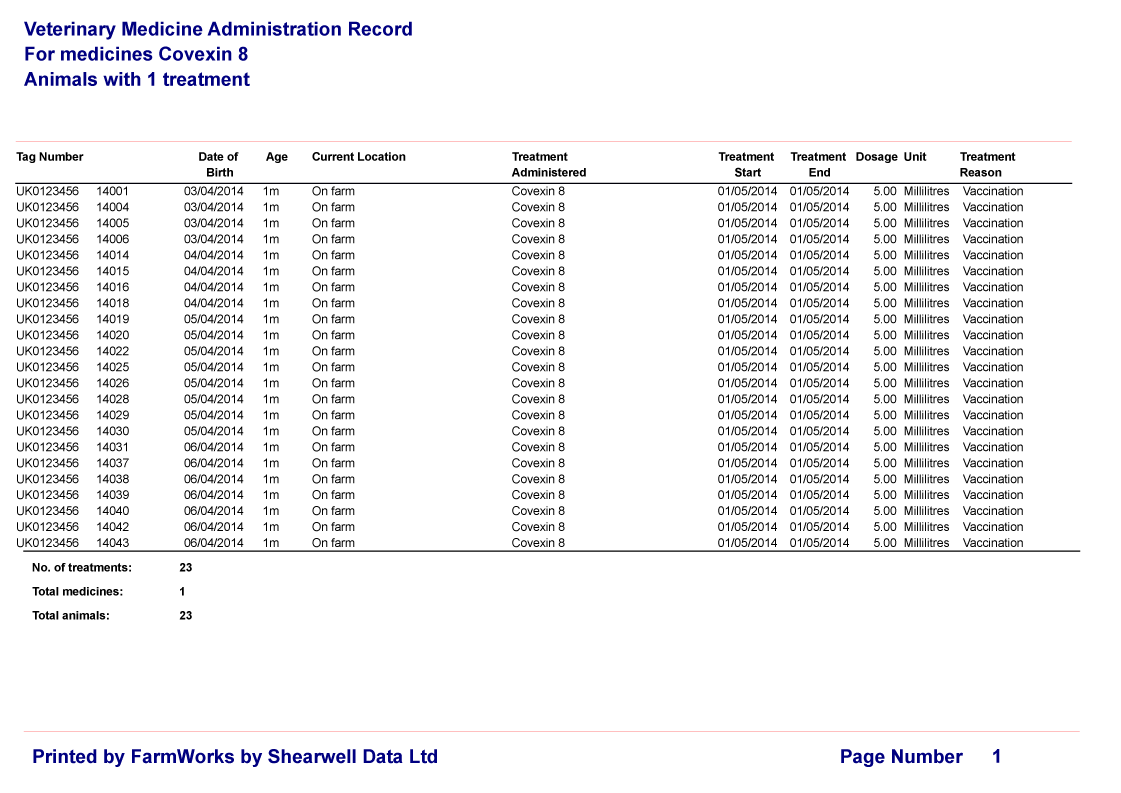 Veterinary Medicine Administration Record
For medicines Covexin 8
Animals with 1 treatment
Tag Number Date of Birth Age Current Location Treatment Administered Treatment Start Treatment End Dosage Unit Treatment Reason
UK0123456 14001 03/04/2014 1m On farm Covexin 8 01/05/2014 01/05/2014 5.00 Millilitres Vaccination
UK0123456 14004 03/04/2014 1m On farm Covexin 8 01/05/2014 01/05/2014 5.00 Millilitres Vaccination
UK0123456 14005 03/04/2014 1m On farm Covexin 8 01/05/2014 01/05/2014 5.00 Millilitres Vaccination
UK0123456 14006 03/04/2014 1m On farm Covexin 8 01/05/2014 01/05/2014 5.00 Millilitres Vaccination
UK0123456 14014 04/04/2014 1m On farm Covexin 8 01/05/2014 01/05/2014 5.00 Millilitres Vaccination
UK0123456 14015 04/04/2014 1m On farm Covexin 8 01/05/2014 01/05/2014 5.00 Millilitres Vaccination
UK0123456 14016 04/04/2014 1m On farm Covexin 8 01/05/2014 01/05/2014 5.00 Millilitres Vaccination
UK0123456 14018 04/04/2014 1m On farm Covexin 8 01/05/2014 01/05/2014 5.00 Millilitres Vaccination
UK0123456 14019 05/04/2014 1m On farm Covexin 8 01/05/2014 01/05/2014 5.00 Millilitres Vaccination
UK0123456 14020 05/04/2014 1m On farm Covexin 8 01/05/2014 01/05/2014 5.00 Millilitres Vaccination
UK0123456 14022 05/04/2014 1m On farm Covexin 8 01/05/2014 01/05/2014 5.00 Millilitres Vaccination
UK0123456 14025 05/04/2014 1m On farm Covexin 8 01/05/2014 01/05/2014 5.00 Millilitres Vaccination
UK0123456 14026 05/04/2014 1m On farm Covexin 8 01/05/2014 01/05/2014 5.00 Millilitres Vaccination
UK0123456 14028 05/04/2014 1m On farm Covexin 8 01/05/2014 01/05/2014 5.00 Millilitres Vaccination
UK0123456 14029 05/04/2014 1m On farm Covexin 8 01/05/2014 01/05/2014 5.00 Millilitres Vaccination
UK0123456 14030 05/04/2014 1m On farm Covexin 8 01/05/2014 01/05/2014 5.00 Millilitres Vaccination
UK0123456 14031 06/04/2014 1m On farm Covexin 8 01/05/2014 01/05/2014 5.00 Millilitres Vaccination
UK0123456 14037 06/04/2014 1m On farm Covexin 8 01/05/2014 01/05/2014 5.00 Millilitres Vaccination
UK0123456 14038 06/04/2014 1m On farm Covexin 8 01/05/2014 01/05/2014 5.00 Millilitres Vaccination
UK0123456 14039 06/04/2014 1m On farm Covexin 8 01/05/2014 01/05/2014 5.00 Millilitres Vaccination
UK0123456 14040 06/04/2014 1m On farm Covexin 8 01/05/2014 01/05/2014 5.00 Millilitres Vaccination
UK0123456 14042 06/04/2014 1m On farm Covexin 8 01/05/2014 01/05/2014 5.00 Millilitres Vaccination
UK0123456 14043 06/04/2014 1m On farm Covexin 8 01/05/2014 01/05/2014 5.00 Millilitres Vaccination
No. of treatments: 23
Total medicines: 1
Total animals: 23
Printed by FarmWorks by Shearwell Data Ltd Page Number 1